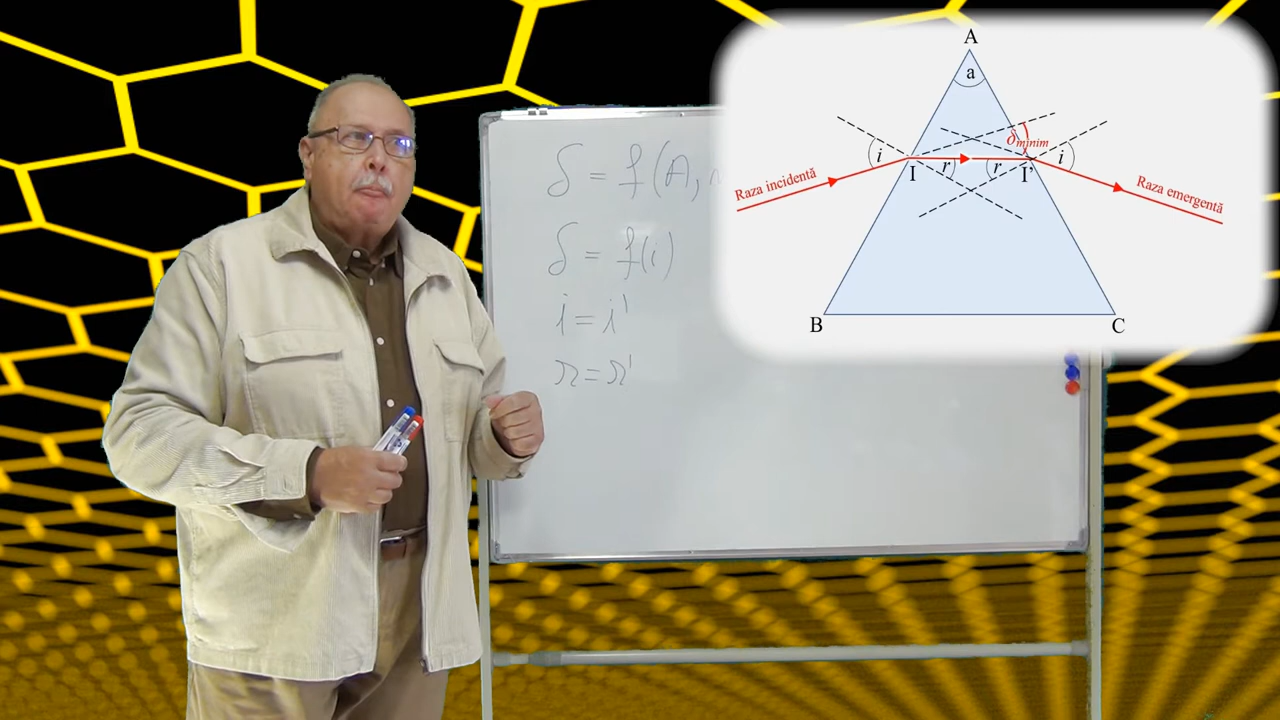 δ = f(A,
δ = f(i)
i = i'
r = r'
A
a
δminim
i
i
I
r
r
I'
Raza incidentă
Raza emergentă
B
C